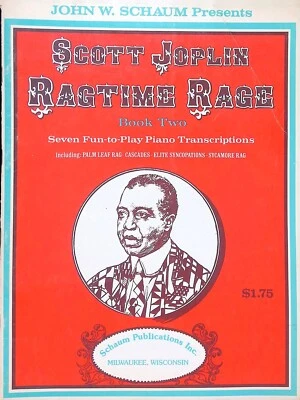 JOHN W. SCHAUM Presents
SCOTT JOPLIN
RAGTIME RAGE
Book Two
Seven Fun-to-Play Piano Transcriptions
including: PALM LEAF RAG · CASCADES · ELITE SYNCOPATIONS · SYCAMORE RAG
$1.75
Schaum Publications Inc.
MILWAUKEE, WISCONSIN